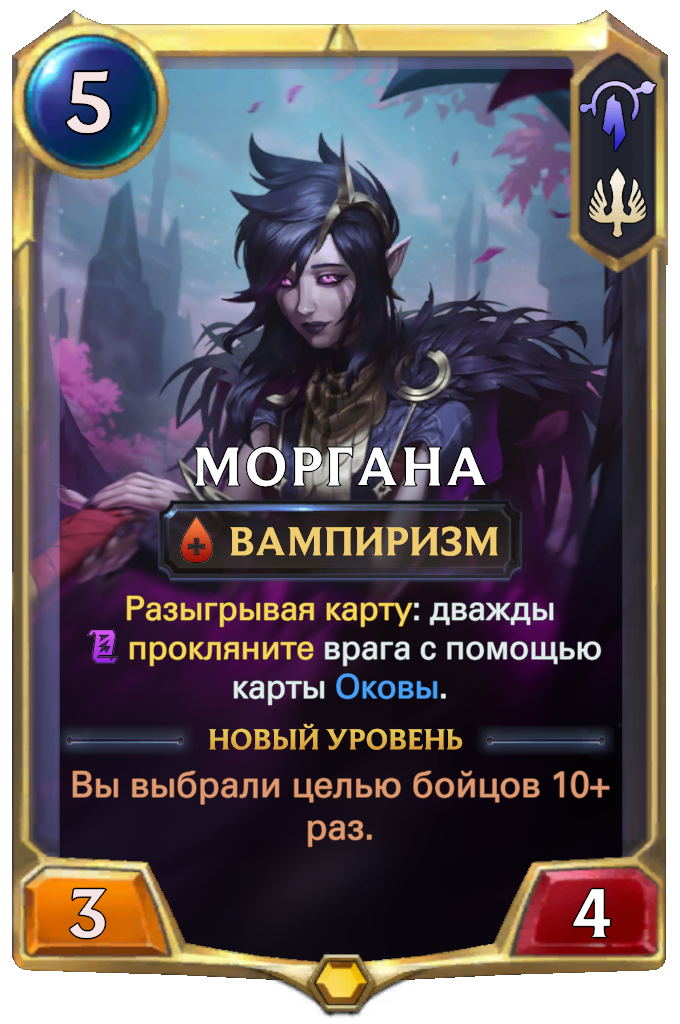 5
МОРГАНА
ВАМПИРИЗМ
Разыгрывая карту: дважды
прокляните врага с помощью
карты Оковы.
НОВЫЙ УРОВЕНЬ
Вы выбрали целью бойцов 10+
раз.
3
4